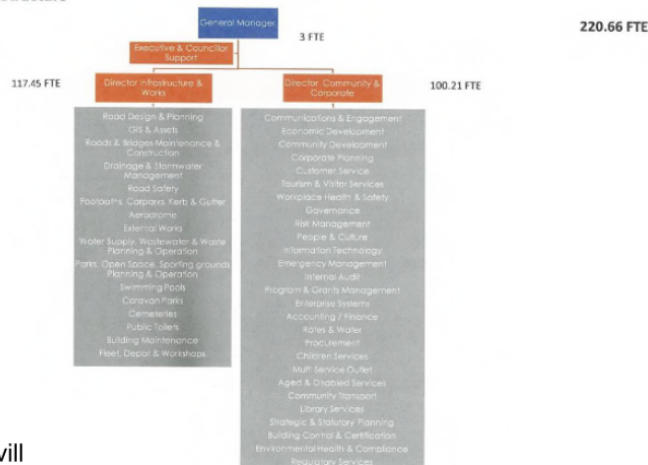 General Manager
3 FTE
220.66 FTE
Executive & Councillor
Support
117.45 FTE
Director Infrastructure &
Works
Director Community &
Corporate
100.21 FTE
Road Design & Planning
GIS & Assets
Roads & Bridges Maintenance &
Construction
Drainage & Stormwater
Management
Road Safety
Footpaths, Carparks, Kerb & Gutter
Aerodrome
External Works
Water Supply, Wastewater & Waste
Planning & Operation
Parks, Open Space, Sporting grounds
Planning & Operation
Swimming Pools
Caravan Parks
Cemeteries
Public Toilets
Building Maintenance
Fleet, Depot & Workshops
Communications & Engagement
Economic Development
Community Development
Corporate Planning
Customer Service
Tourism & Visitor Services
Workplace Health & Safety
Governance
Risk Management
People & Culture
Information Technology
Emergency Management
Internal Audit
Program & Grants Management
Enterprise Systems
Accounting / Finance
Rates & Water
Procurement
Children Services
Multi Service Outlet
Aged & Disabled Services
Community Transport
Library Services
Strategic & Statutory Planning
Building Control & Certification
Environmental Health & Compliance
Regulatory Services